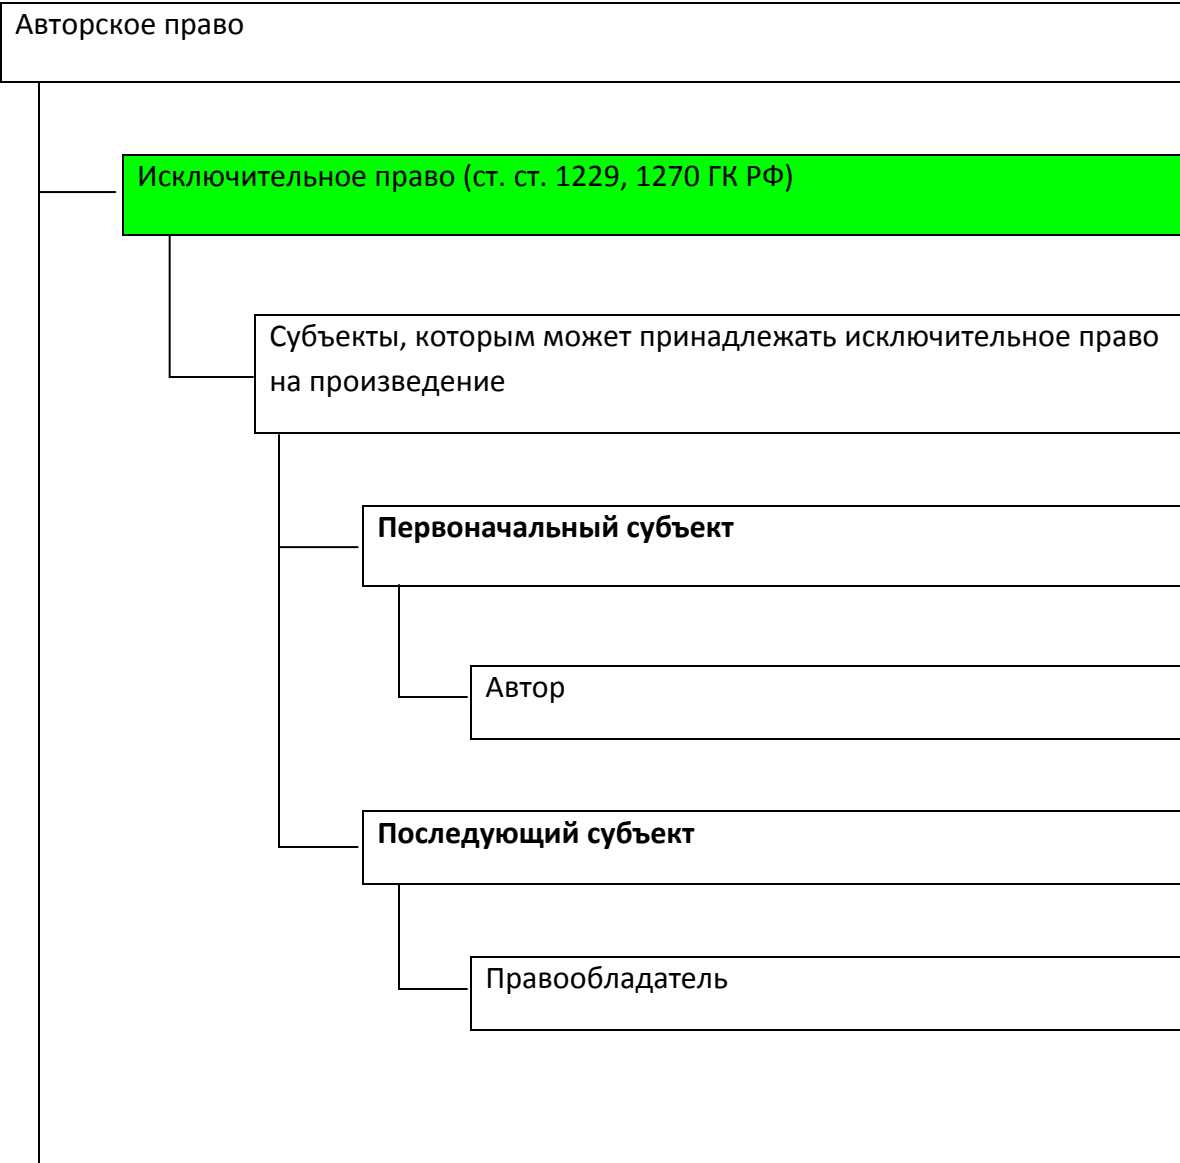 Авторское право
Исключительное право (ст. ст. 1229, 1270 ГК РФ)
Субъекты, которым может принадлежать исключительное право
на произведение
Первоначальный субъект
Автор
Последующий субъект
Правообладатель